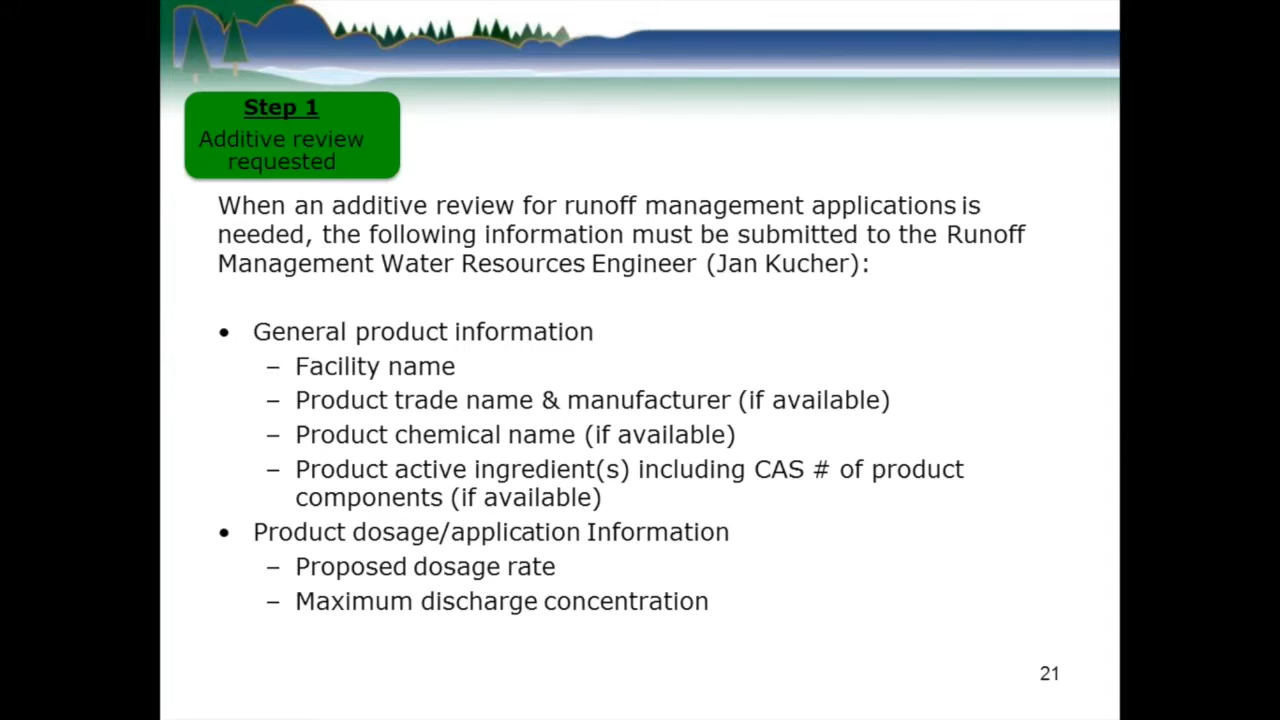 Step 1
Additive review
requested
When an additive review for runoff management applications is
needed, the following information must be submitted to the Runoff
Management Water Resources Engineer (Jan Kucher):
• General product information
– Facility name
– Product trade name & manufacturer (if available)
– Product chemical name (if available)
– Product active ingredient(s) including CAS # of product
components (if available)
• Product dosage/application Information
– Proposed dosage rate
– Maximum discharge concentration
21